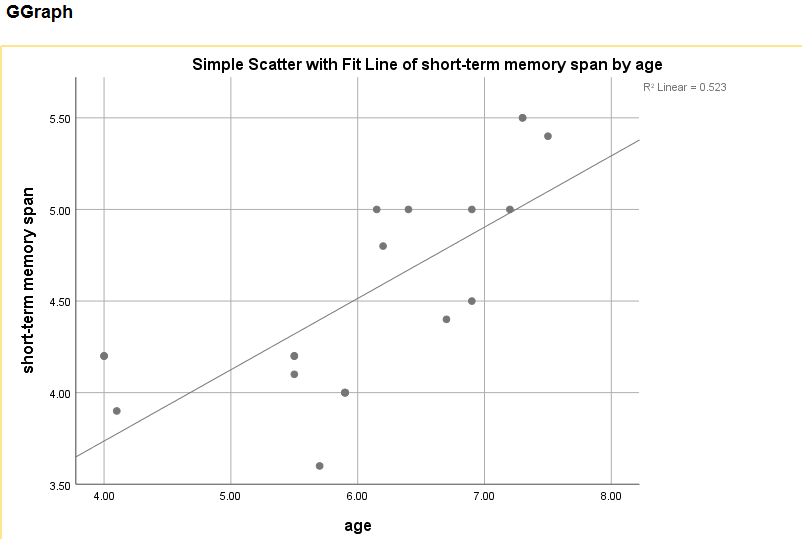 GGraph
Simple Scatter with Fit Line of short-term memory span by age
R² Linear = 0.523
5.50
5.00
4.50
4.00
3.50
short-term memory span
4.00 5.00 6.00 7.00 8.00
age